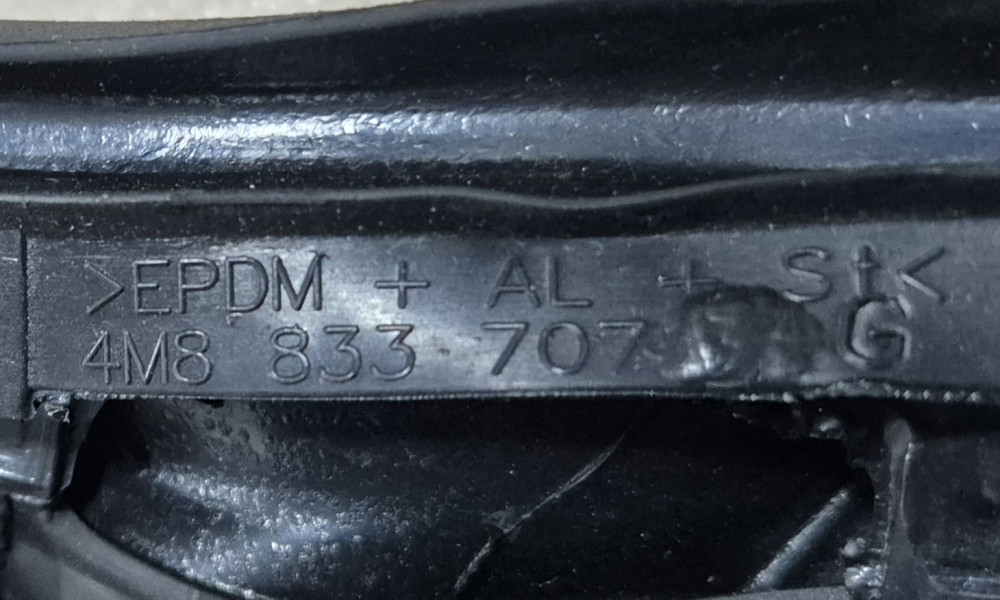 >EPDM + AL + St<
4M8 833 707 G